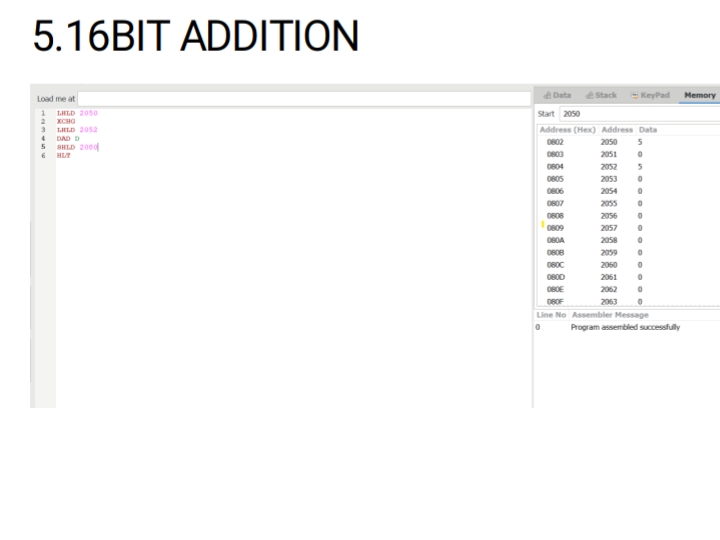 5.16BIT ADDITION
Load me at
1 LHLD 2050
2 XCHG
3 LHLD 2052
4 DAD D
5 SHLD 2080
6 HLT
Data Stack KeyPad Memory
Start 2050
Address (Hex) Address Data
0802 2050 5
0803 2051 0
0804 2052 5
0805 2053 0
0806 2054 0
0807 2055 0
0808 2056 0
0809 2057 0
080A 2058 0
080B 2059 0
080C 2060 0
080D 2061 0
080E 2062 0
080F 2063 0
Line No Assembler Message
0 Program assembled successfully